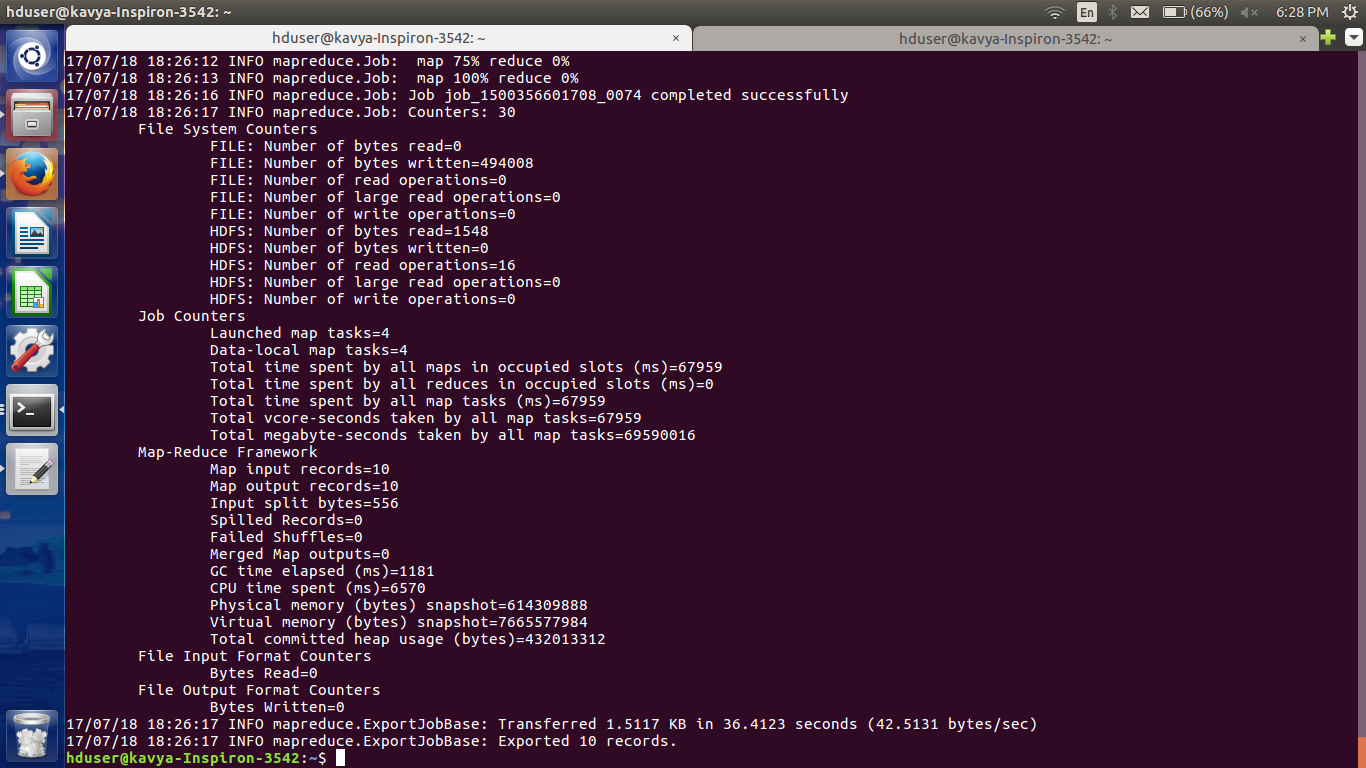 hduser@kavya-Inspiron-3542: ~
En
(66%)
6:28 PM
hduser@kavya-Inspiron-3542: ~ ×
hduser@kavya-Inspiron-3542: ~ ×
17/07/18 18:26:12 INFO mapreduce.Job:  map 75% reduce 0%
17/07/18 18:26:13 INFO mapreduce.Job:  map 100% reduce 0%
17/07/18 18:26:16 INFO mapreduce.Job: Job job_1500356601708_0074 completed successfully
17/07/18 18:26:17 INFO mapreduce.Job: Counters: 30
File System Counters
FILE: Number of bytes read=0
FILE: Number of bytes written=494008
FILE: Number of read operations=0
FILE: Number of large read operations=0
FILE: Number of write operations=0
HDFS: Number of bytes read=1548
HDFS: Number of bytes written=0
HDFS: Number of read operations=16
HDFS: Number of large read operations=0
HDFS: Number of write operations=0
Job Counters
Launched map tasks=4
Data-local map tasks=4
Total time spent by all maps in occupied slots (ms)=67959
Total time spent by all reduces in occupied slots (ms)=0
Total time spent by all map tasks (ms)=67959
Total vcore-seconds taken by all map tasks=67959
Total megabyte-seconds taken by all map tasks=69590016
Map-Reduce Framework
Map input records=10
Map output records=10
Input split bytes=556
Spilled Records=0
Failed Shuffles=0
Merged Map outputs=0
GC time elapsed (ms)=1181
CPU time spent (ms)=6570
Physical memory (bytes) snapshot=614309888
Virtual memory (bytes) snapshot=7665577984
Total committed heap usage (bytes)=432013312
File Input Format Counters
Bytes Read=0
File Output Format Counters
Bytes Written=0
17/07/18 18:26:17 INFO mapreduce.ExportJobBase: Transferred 1.5117 KB in 36.4123 seconds (42.5131 bytes/sec)
17/07/18 18:26:17 INFO mapreduce.ExportJobBase: Exported 10 records.
hduser@kavya-Inspiron-3542:~$